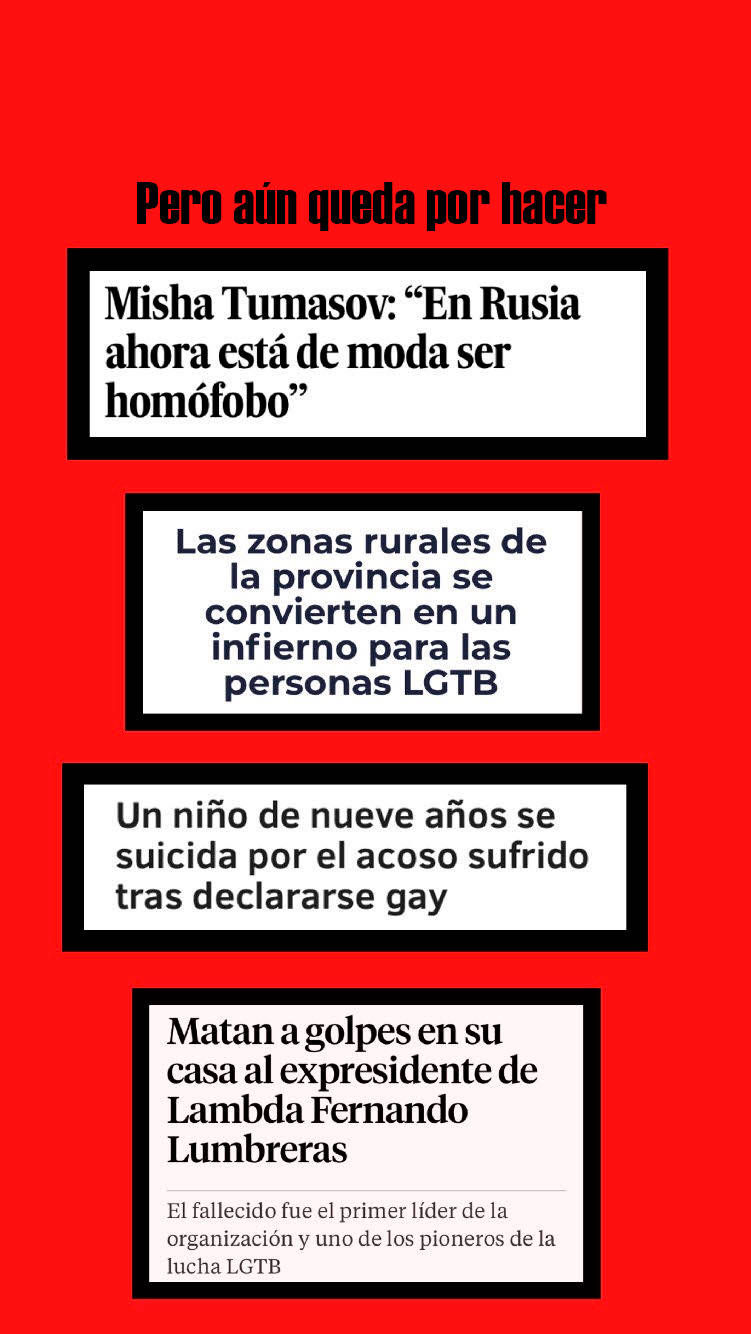 Pero aún queda por hacer
Misha Tumasov: “En Rusia
ahora está de moda ser
homófobo”
Las zonas rurales de
la provincia se
convierten en un
infierno para las
personas LGTB
Un niño de nueve años se
suicida por el acoso sufrido
tras declararse gay
Matan a golpes en su
casa al expresidente de
Lambda Fernando
Lumbreras
El fallecido fue el primer líder de la
organización y uno de los pioneros de la
lucha LGTB